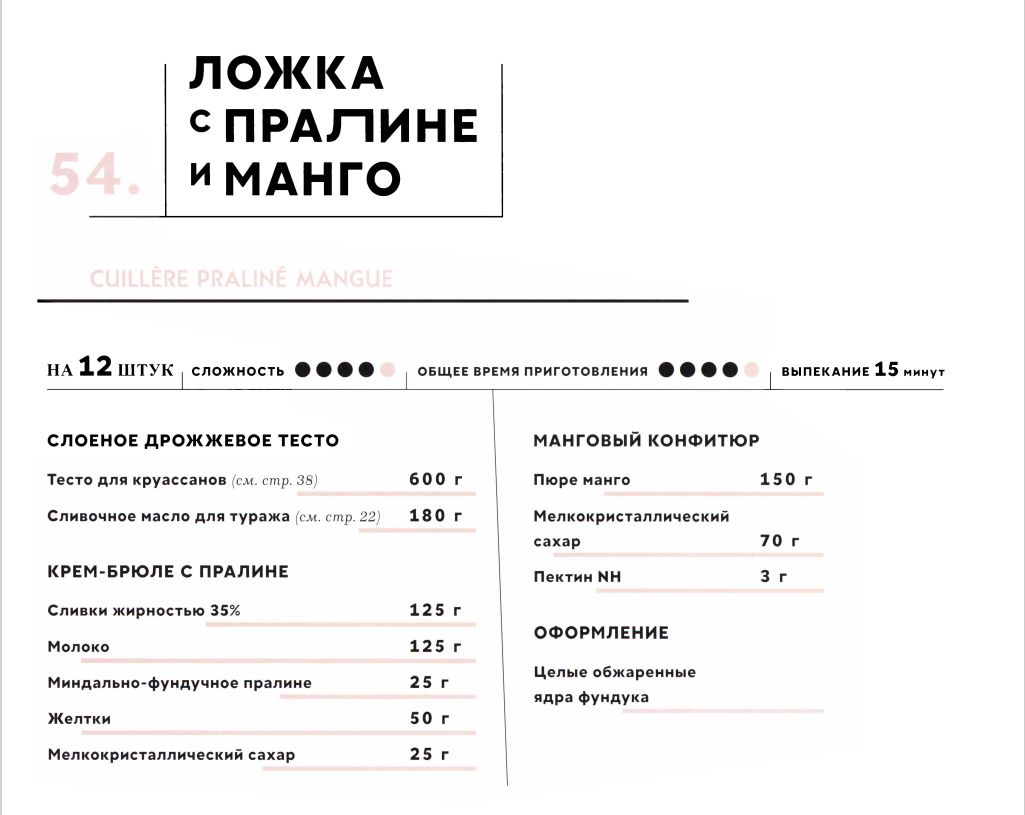 54.
ЛОЖКА
С ПРАЛИНЕ
И МАНГО
CUILLÈRE PRALINÉ MANGUE
НА 12 ШТУК СЛОЖНОСТЬ ОБЩЕЕ ВРЕМЯ ПРИГОТОВЛЕНИЯ ВЫПЕКАНИЕ 15 минут
СЛОЕНОЕ ДРОЖЖЕВОЕ ТЕСТО
Тесто для круассанов (см. стр. 38) 600 г
Сливочное масло для туража (см. стр. 22) 180 г
КРЕМ-БРЮЛЕ С ПРАЛИНЕ
Сливки жирностью 35% 125 г
Молоко 125 г
Миндально-фундучное пралине 25 г
Желтки 50 г
Мелкокристаллический сахар 25 г
МАНГОВЫЙ КОНФИТЮР
Пюре манго 150 г
Мелкокристаллический
сахар 70 г
Пектин NH 3 г
ОФОРМЛЕНИЕ
Целые обжаренные
ядра фундука